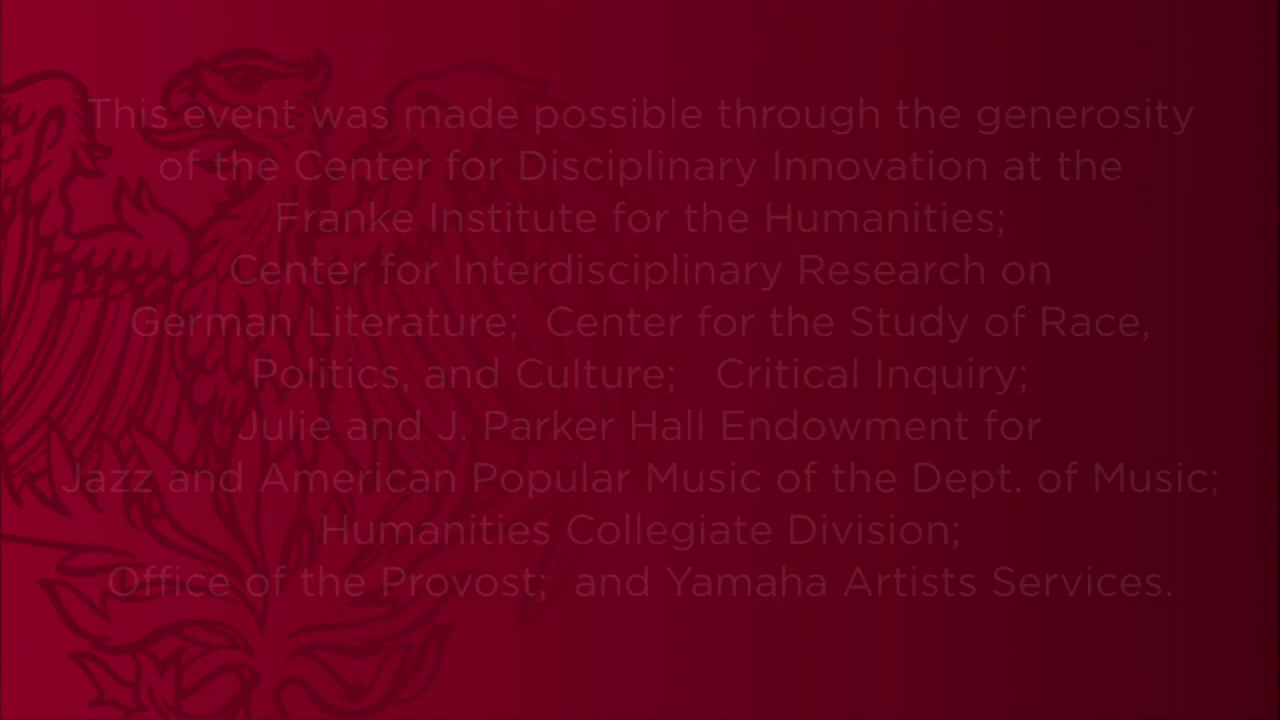 This event was made possible through the generosity
of the Center for Disciplinary Innovation at the
Franke Institute for the Humanities;
Center for Interdisciplinary Research on
German Literature; Center for the Study of Race,
Politics, and Culture; Critical Inquiry;
Julie and J. Parker Hall Endowment for
Jazz and American Popular Music of the Dept. of Music;
Humanities Collegiate Division;
Office of the Provost; and Yamaha Artists Services.